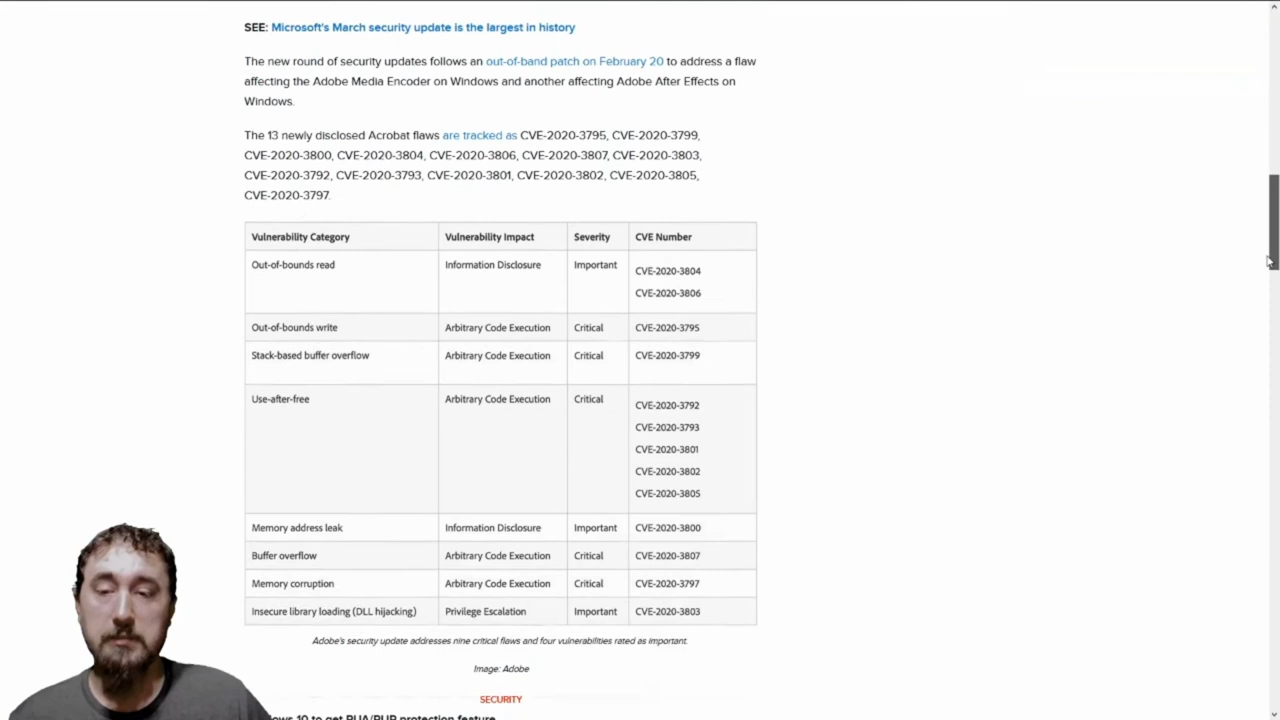 SEE: Microsoft's March security update is the largest in history
The new round of security updates follows an out-of-band patch on February 20 to address a flaw
affecting the Adobe Media Encoder on Windows and another affecting Adobe After Effects on
Windows.
The 13 newly disclosed Acrobat flaws are tracked as CVE-2020-3795, CVE-2020-3799,
CVE-2020-3800, CVE-2020-3804, CVE-2020-3806, CVE-2020-3807, CVE-2020-3803,
CVE-2020-3792, CVE-2020-3793, CVE-2020-3801, CVE-2020-3802, CVE-2020-3805,
CVE-2020-3797.
Vulnerability Category Vulnerability Impact Severity CVE Number
Out-of-bounds read Information Disclosure Important CVE-2020-3804
CVE-2020-3806
Out-of-bounds write Arbitrary Code Execution Critical CVE-2020-3795
Stack-based buffer overflow Arbitrary Code Execution Critical CVE-2020-3799
Use-after-free Arbitrary Code Execution Critical CVE-2020-3792
CVE-2020-3793
CVE-2020-3801
CVE-2020-3802
CVE-2020-3805
Memory address leak Information Disclosure Important CVE-2020-3800
Buffer overflow Arbitrary Code Execution Critical CVE-2020-3807
Memory corruption Arbitrary Code Execution Critical CVE-2020-3797
Insecure library loading (DLL hijacking) Privilege Escalation Important CVE-2020-3803
Adobe's security update addresses nine critical flaws and four vulnerabilities rated as important.
Image: Adobe
SECURITY
10 to get PUA/PUP protection feature